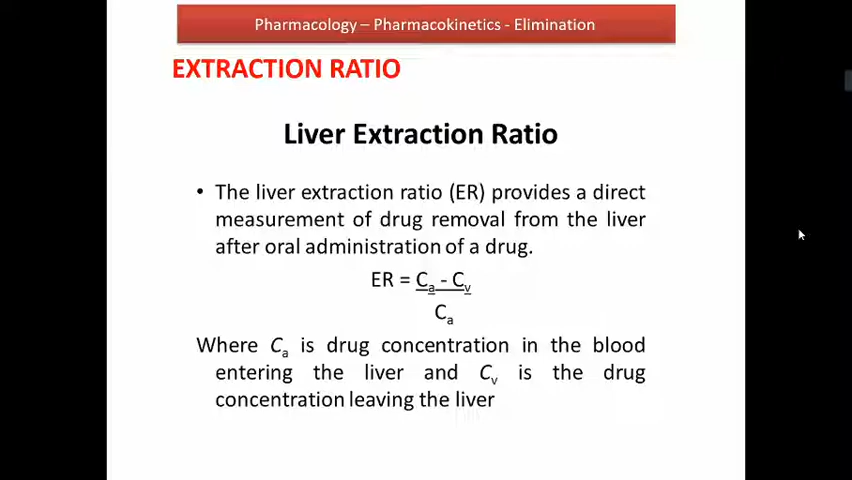 Pharmacology – Pharmacokinetics - Elimination
EXTRACTION RATIO
Liver Extraction Ratio
• The liver extraction ratio (ER) provides a direct
measurement of drug removal from the liver
after oral administration of a drug.
ER = Ca - Cv
Ca
Where Ca is drug concentration in the blood
entering the liver and Cv is the drug
concentration leaving the liver